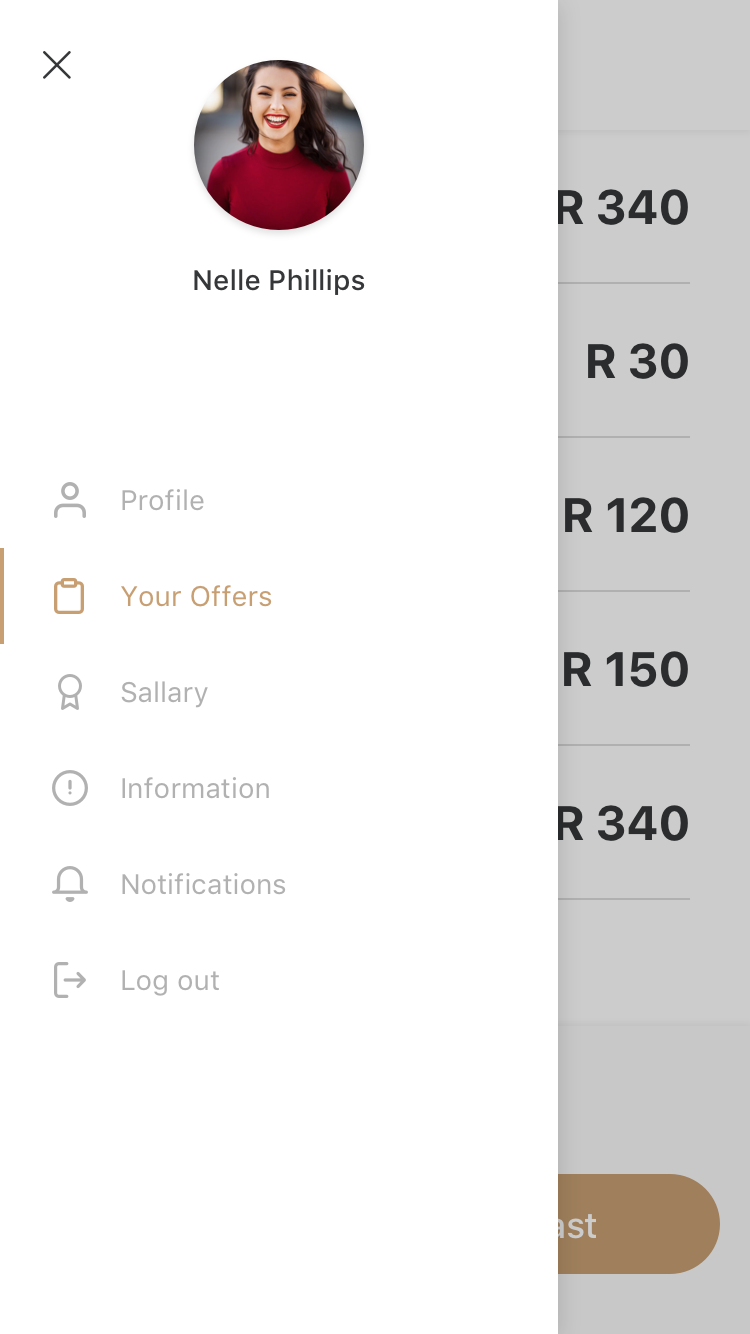 Nelle Phillips
Profile
Your Offers
Sallary
Information
Notifications
Log out
R 340
R 30
R 120
R 150
R 340
ast